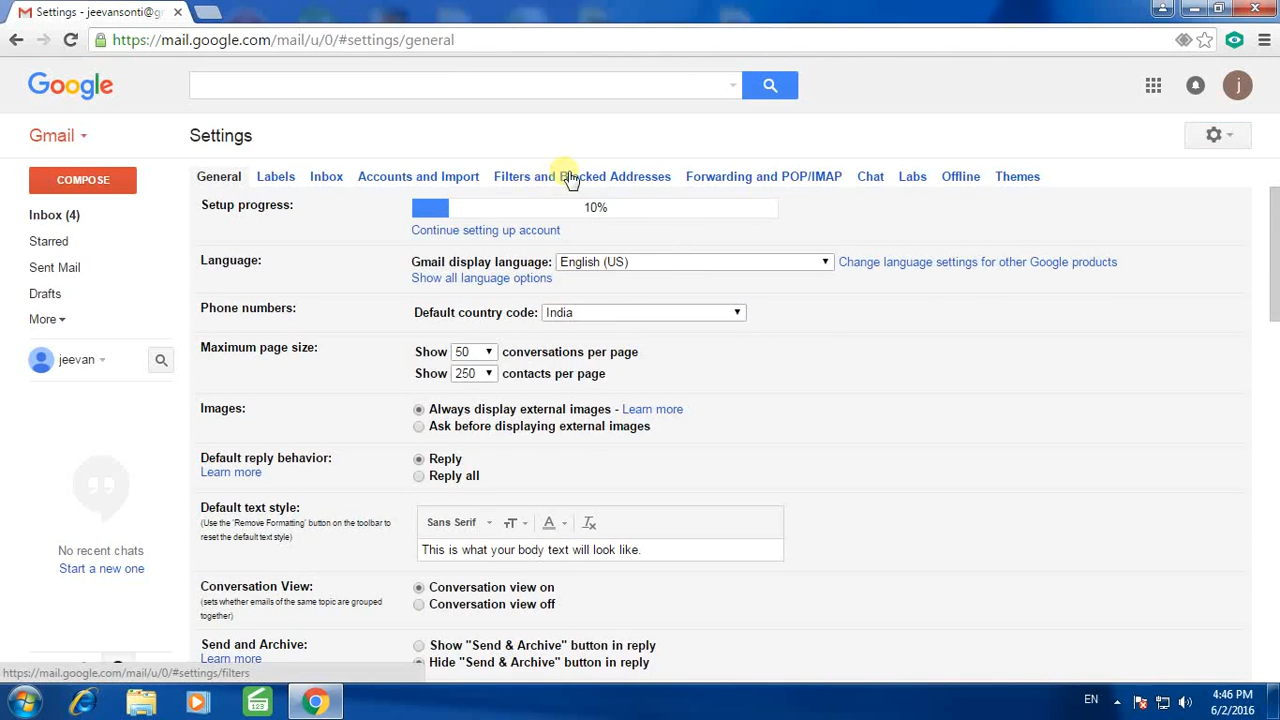 Settings - jeevansonti@g
https://mail.google.com/mail/u/0/#settings/general
Google
j
Gmail
Settings
COMPOSE
General Labels Inbox Accounts and Import Filters and Blocked Addresses Forwarding and POP/IMAP Chat Labs Offline Themes
Inbox (4)
Starred
Sent Mail
Drafts
More
jeevan
No recent chats
Start a new one
Setup progress: 10%
Continue setting up account
Language: Gmail display language: English (US) Change language settings for other Google products
Show all language options
Phone numbers: Default country code: India
Maximum page size: Show 50 conversations per page
Show 250 contacts per page
Images: Always display external images - Learn more
Ask before displaying external images
Default reply behavior: Reply
Learn more Reply all
Default text style:
(Use the 'Remove Formatting' button on the toolbar to
reset the default text style)
Sans Serif
This is what your body text will look like.
Conversation View: Conversation view on
(sets whether emails of the same topic are grouped
together)
Conversation view off
Send and Archive: Show "Send & Archive" button in reply
Learn more Hide "Send & Archive" button in reply
https://mail.google.com/mail/u/0/#settings/filters
EN
4:46 PM
6/2/2016